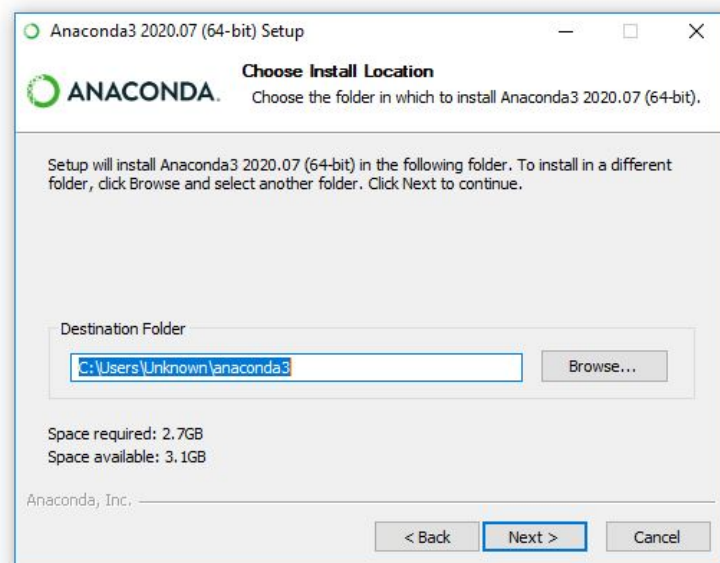 Anaconda3 2020.07 (64-bit) Setup
ANACONDA.
Choose Install Location
Choose the folder in which to install Anaconda3 2020.07 (64-bit).
Setup will install Anaconda3 2020.07 (64-bit) in the following folder. To install in a different
folder, click Browse and select another folder. Click Next to continue.
Destination Folder
C:\Users\Unknown\anaconda3
Browse...
Space required: 2.7GB
Space available: 3.1GB
Anaconda, Inc.
< Back
Next >
Cancel